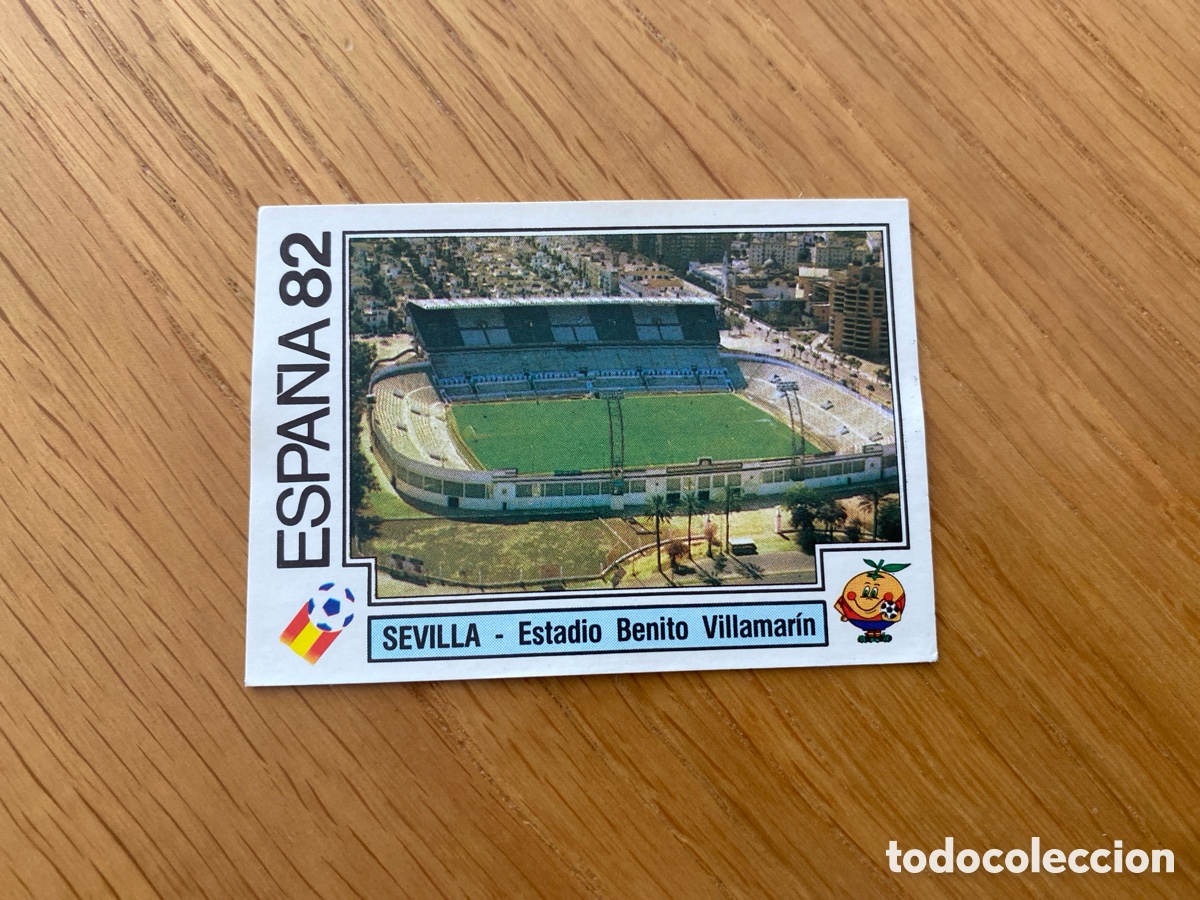 ESPAÑA 82
SEVILLA - Estadio Benito Villamarín
todocoleccion